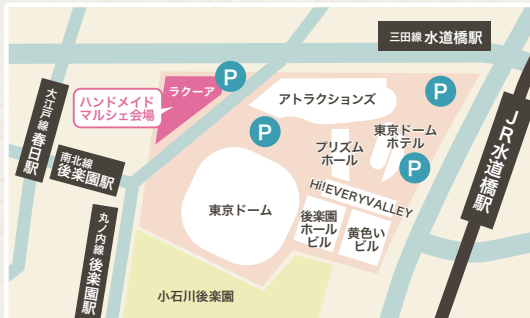 三田線 水道橋駅
P
ラクーア
P
ハンドメイド
マルシェ会場
アトラクションズ
大江戸線 春日駅
P
東京ドーム
ホテル
プリズム
ホール
JR水道橋駅
南北線
後楽園駅
P
Hi!EVERYVALLEY
東京ドーム
後楽園
ホール
ビル
黄色い
ビル
丸ノ内線 後楽園駅
小石川後楽園